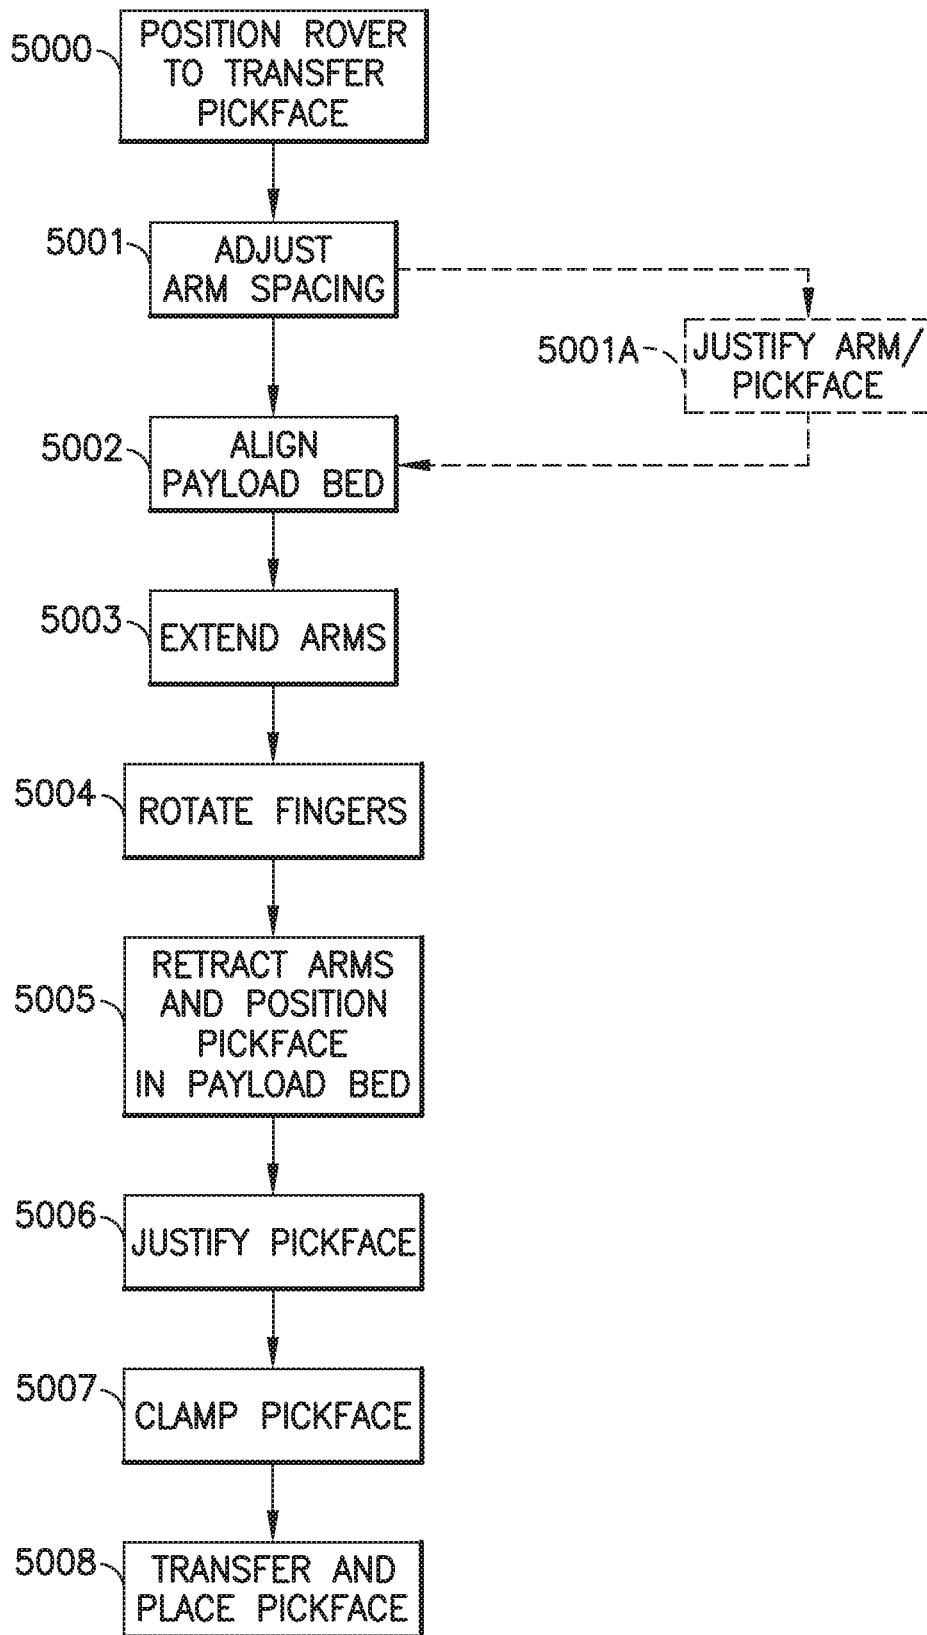 5000
POSITION ROVER
TO TRANSFER
PICKFACE
5001
ADJUST
ARM SPACING
5001A
JUSTIFY ARM/
PICKFACE
5002
ALIGN
PAYLOAD BED
5003
EXTEND ARMS
5004
ROTATE FINGERS
5005
RETRACT ARMS
AND POSITION
PICKFACE
IN PAYLOAD BED
5006
JUSTIFY PICKFACE
5007
CLAMP PICKFACE
5008
TRANSFER AND
PLACE PICKFACE